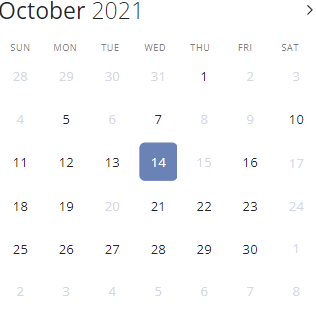 October 2021
SUN MON TUE WED THU FRI SAT
28 29 30 31 1 2 3
4 5 6 7 8 9 10
11 12 13 14 15 16 17
18 19 20 21 22 23 24
25 26 27 28 29 30 1
2 3 4 5 6 7 8